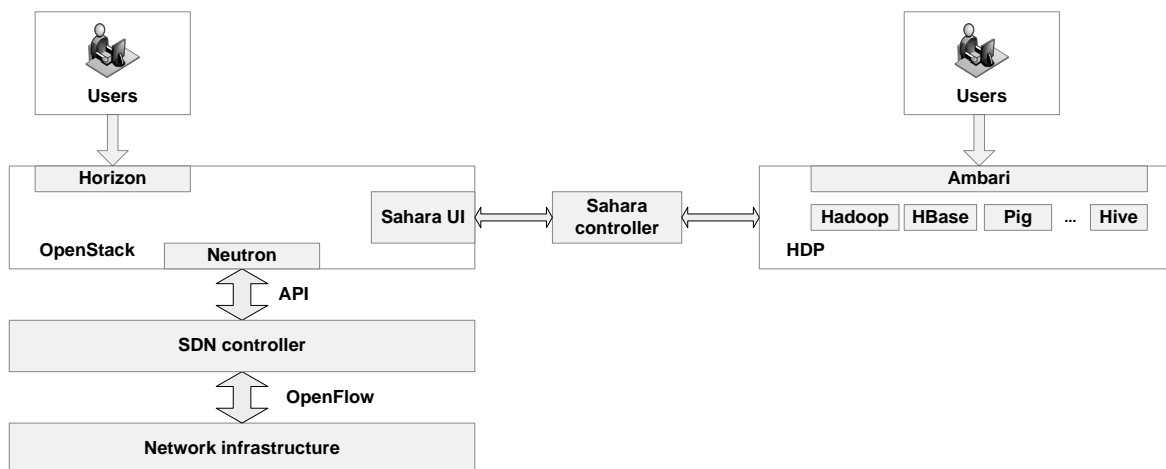 Users
Users
Horizon
Ambari
Sahara UI
Sahara
controller
Hadoop
HBase
Pig
...
Hive
OpenStack
Neutron
HDP
API
SDN controller
OpenFlow
Network infrastructure